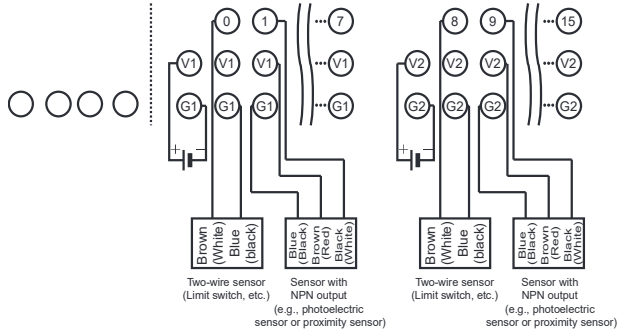 0 1 ···7 8 9 ···15
V1 V1 V1 ···V1 V2 V2 V2 ···V2
G1 G1 G1 ···G1 G2 G2 G2 ···G2
+ − + −
Brown
(White)
Blue
(black)
Blue
(Black)
Brown
(Red)
Black
(White)
Brown
(White)
Blue
(black)
Blue
(Black)
Brown
(Red)
Black
(White)
Two-wire sensor
(Limit switch, etc.)
Sensor with
NPN output
(e.g., photoelectric
sensor or proximity sensor)
Two-wire sensor
(Limit switch, etc.)
Sensor with
NPN output
(e.g., photoelectric
sensor or proximity sensor)